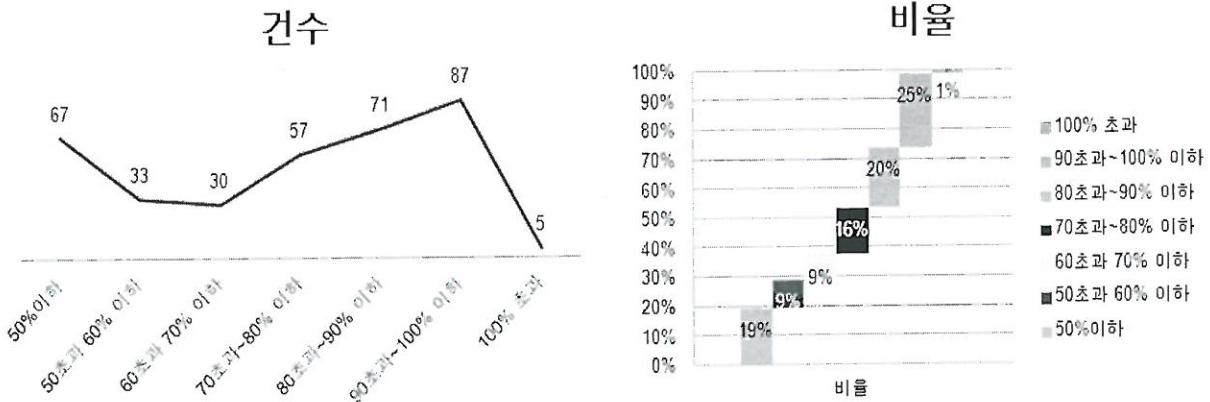 건수
67
33
30
57
71
87
5
50%이하
50초과 60% 이하
60초과 70% 이하
70초과~80% 이하
80초과~90% 이하
90초과~100% 이하
100% 초과
비율
100%
90%
80%
70%
60%
50%
40%
30%
20%
10%
0%
19%
9%
9%
16%
20%
25%
1%
비율
100% 초과
90초과~100% 이하
80초과~90% 이하
70초과~80% 이하
60초과 70% 이하
50초과 60% 이하
50%이하